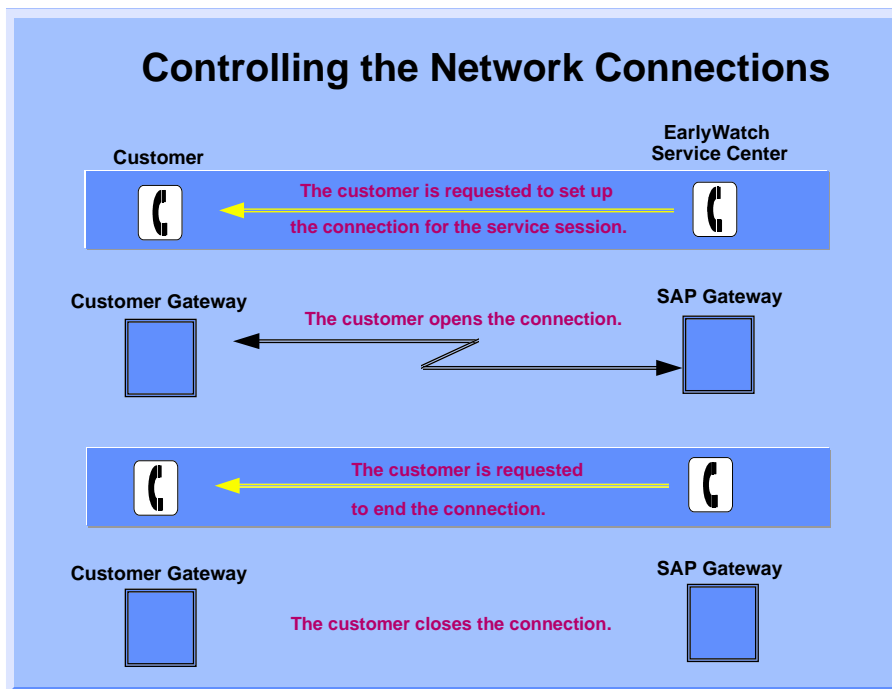 Controlling the Network Connections
EarlyWatch
Service Center
Customer
The customer is requested to set up
the connection for the service session.
Customer Gateway
SAP Gateway
The customer opens the connection.
The customer is requested
to end the connection.
Customer Gateway
SAP Gateway
The customer closes the connection.